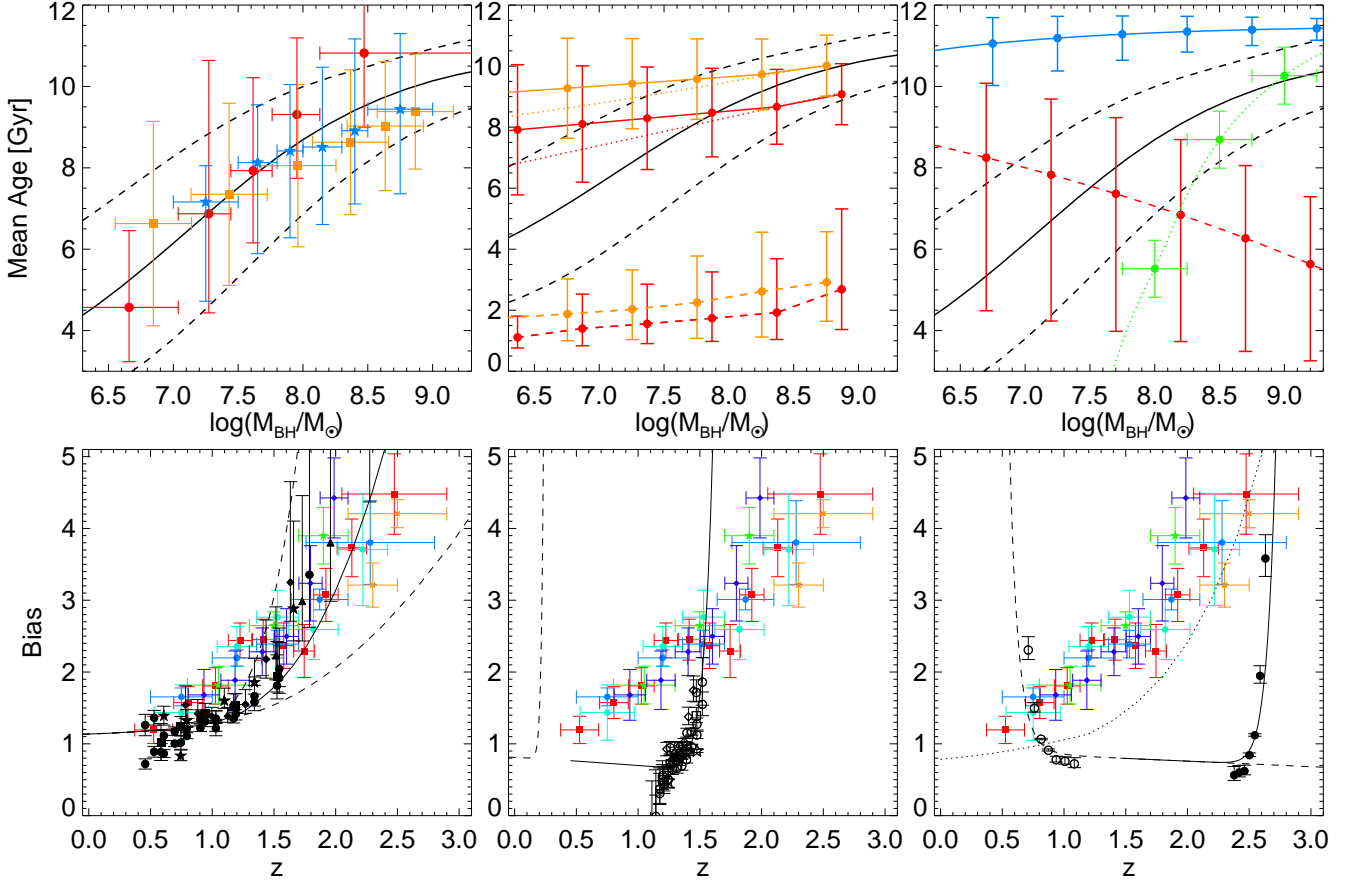 12 12 12
10 10 10
8 8 8
6 6 6
4 4
2
0
Mean Age [Gyr]
6.5 7.0 7.5 8.0 8.5 9.0 6.5 7.0 7.5 8.0 8.5 9.0 6.5 7.0 7.5 8.0 8.5 9.0
log(M_BH/M_⊙) log(M_BH/M_⊙) log(M_BH/M_⊙)
5 5 5
4 4 4
3 3 3
2 2 2
1 1 1
0 0 0
Bias
0.0 0.5 1.0 1.5 2.0 2.5 3.0 0.0 0.5 1.0 1.5 2.0 2.5 3.0 0.0 0.5 1.0 1.5 2.0 2.5 3.0
z z z